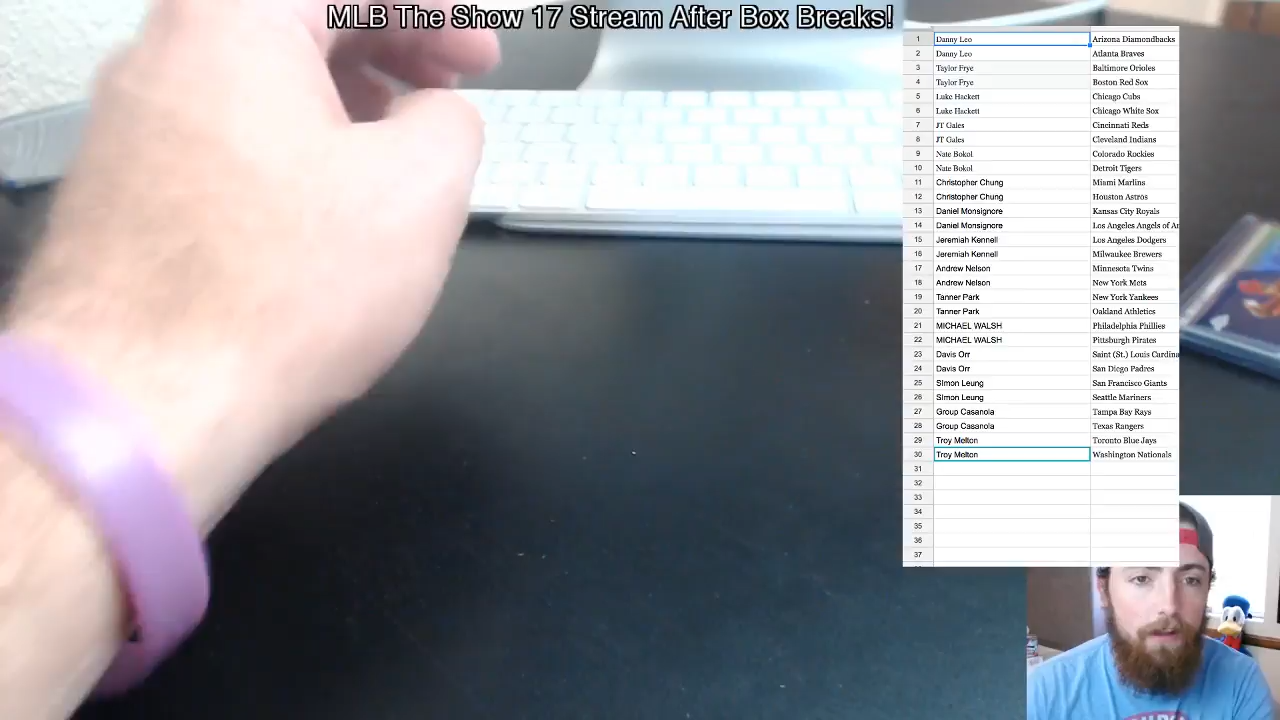 MLB The Show 17 Stream After Box Breaks!
1 Danny Leo Arizona Diamondbacks
2 Danny Leo Atlanta Braves
3 Taylor Frye Baltimore Orioles
4 Taylor Frye Boston Red Sox
5 Luke Hackett Chicago Cubs
6 Luke Hackett Chicago White Sox
7 JT Gales Cincinnati Reds
8 JT Gales Cleveland Indians
9 Nate Bokol Colorado Rockies
10 Nate Bokol Detroit Tigers
11 Christopher Chung Miami Marlins
12 Christopher Chung Houston Astros
13 Daniel Monsignore Kansas City Royals
14 Daniel Monsignore Los Angeles Angels of
15 Jeremiah Kennell Los Angeles Dodgers
16 Jeremiah Kennell Milwaukee Brewers
17 Andrew Nelson Minnesota Twins
18 Andrew Nelson New York Mets
19 Tanner Park New York Yankees
20 Tanner Park Oakland Athletics
21 MICHAEL WALSH Philadelphia Phillies
22 MICHAEL WALSH Pittsburgh Pirates
23 Davis Orr Saint (St.) Louis Cardina
24 Davis Orr San Diego Padres
25 SImon Leung San Francisco Giants
26 SImon Leung Seattle Mariners
27 Group Casanola Tampa Bay Rays
28 Group Casanola Texas Rangers
29 Troy Melton Toronto Blue Jays
30 Troy Melton Washington Nationals
31
32
33
34
35
36
37